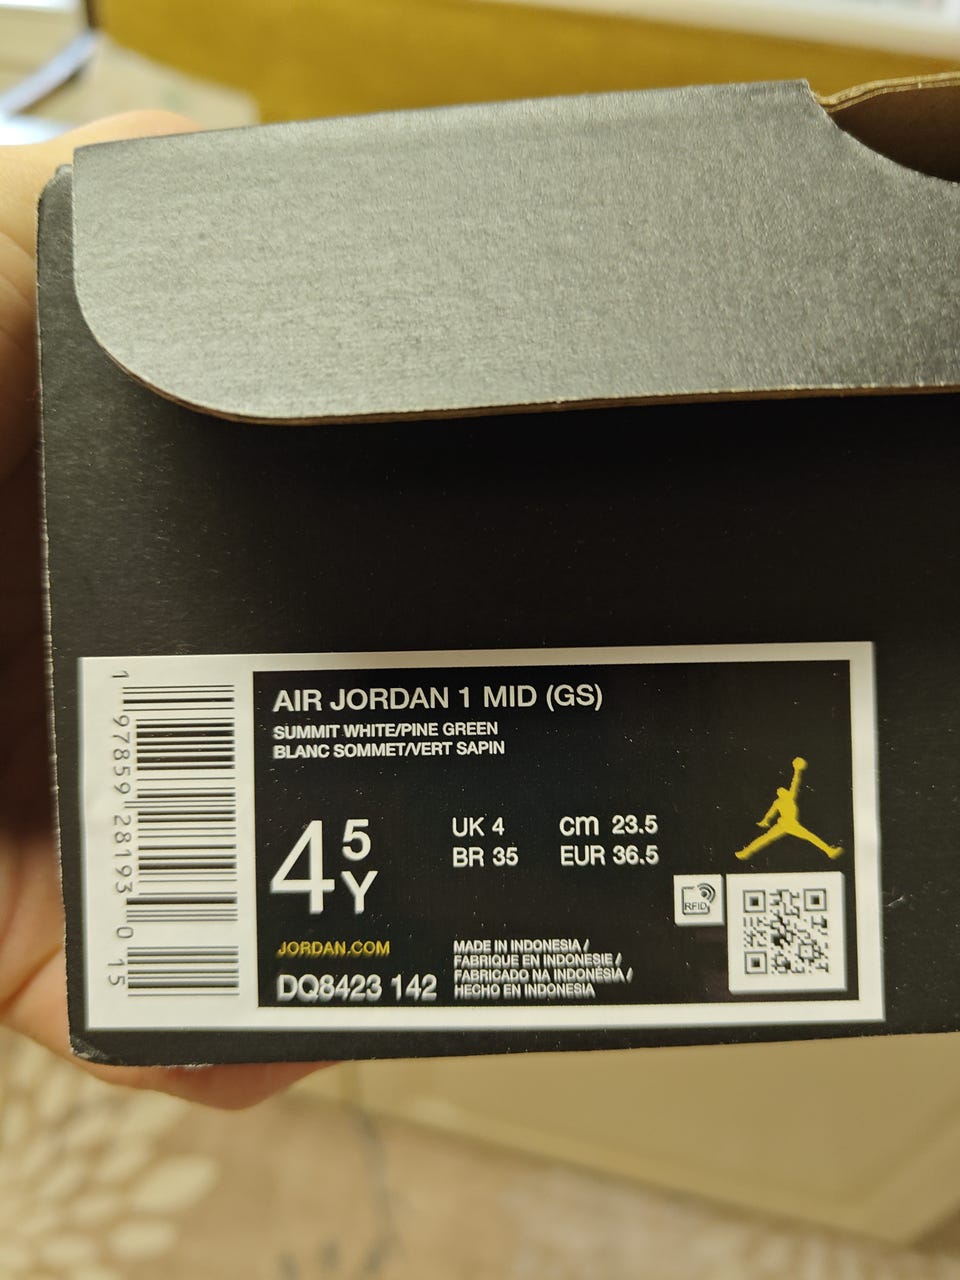 AIR JORDAN 1 MID (GS)
SUMMIT WHITE/PINE GREEN
BLANC SOMMET/VERT SAPIN
4 5 Y
UK 4
cm 23.5
BR 35
EUR 36.5
RFID
JORDAN.COM
DQ8423 142
MADE IN INDONESIA /
FABRIQUE EN INDONESIE /
FABRICADO NA INDONÉSIA /
HECHO EN INDONESIA
1 97859 28193 0 15